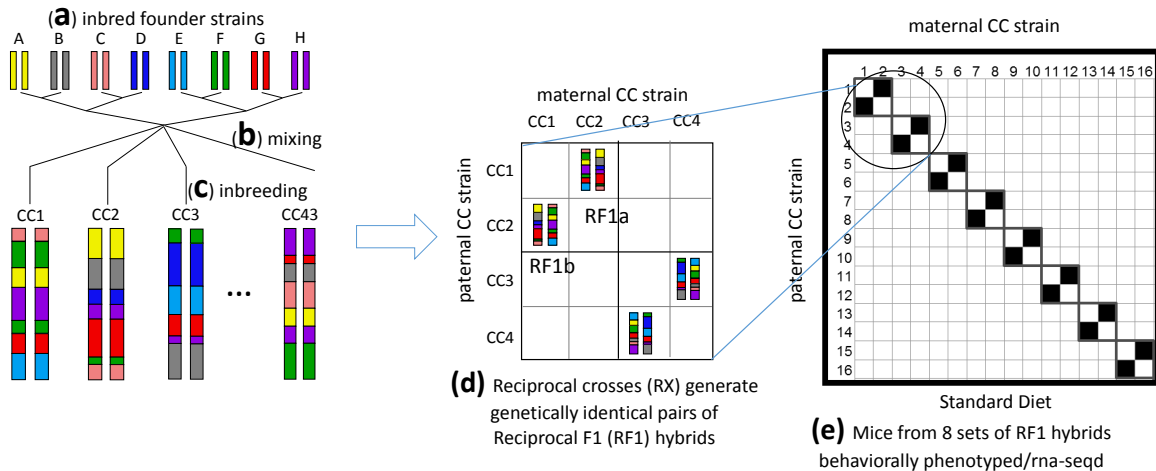 (a) inbred founder strains
A B C D E F G H
(b) mixing
(c) inbreeding
CC1 CC2 CC3 CC43
...
maternal CC strain
CC1 CC2 CC3 CC4
paternal CC strain
CC1
CC2
CC3
CC4
RF1a
RF1b
(d) Reciprocal crosses (RX) generate
genetically identical pairs of
Reciprocal F1 (RF1) hybrids
maternal CC strain
1 2 3 4 5 6 7 8 9 10 11 12 13 14 15 16
paternal CC strain
1
2
3
4
5
6
7
8
9
10
11
12
13
14
15
16
Standard Diet
(e) Mice from 8 sets of RF1 hybrids
behaviorally phenotyped/rna-seqd